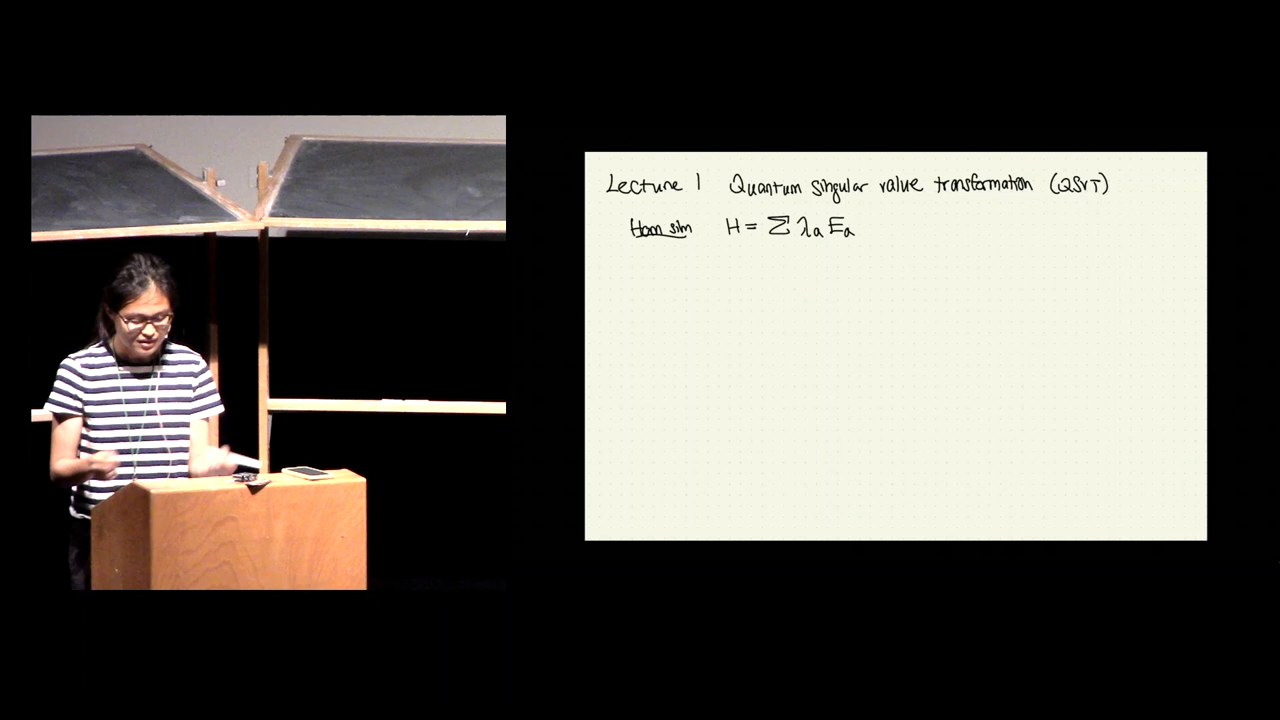 Lecture 1 Quantum singular value transformation (QSVT)
Ham sim H = Σ λₐ Eₐ